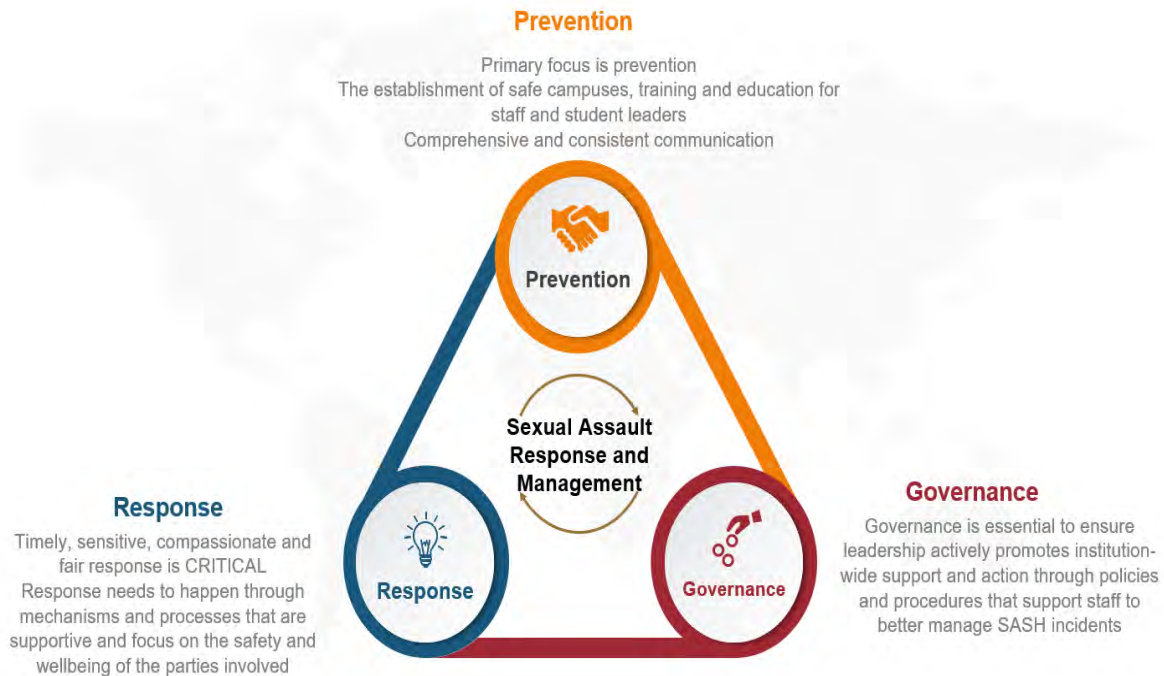 Prevention
Primary focus is prevention
The establishment of safe campuses, training and education for
staff and student leaders
Comprehensive and consistent communication
Prevention
Sexual Assault
Response and
Management
Response
Timely, sensitive, compassionate and
fair response is CRITICAL
Response needs to happen through
mechanisms and processes that are
supportive and focus on the safety and
wellbeing of the parties involved
Response
Governance
Governance
Governance is essential to ensure
leadership actively promotes institution-
wide support and action through policies
and procedures that support staff to
better manage SASH incidents